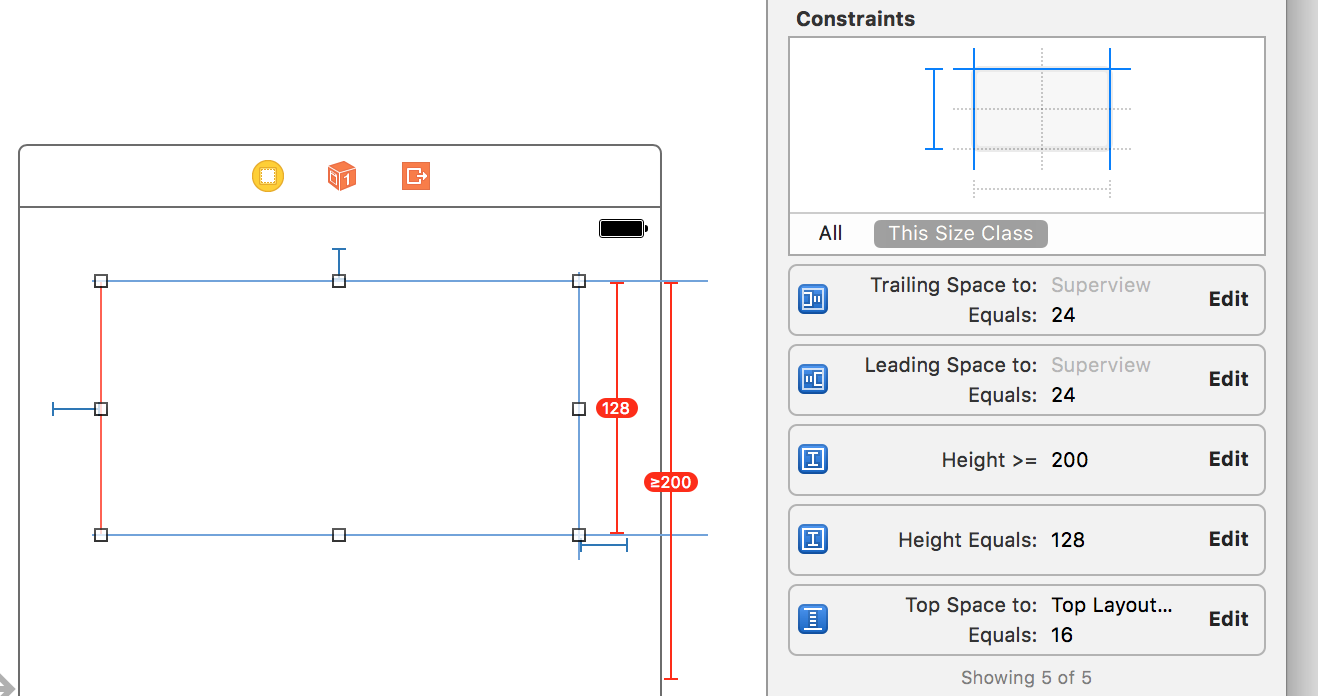 Constraints
1
All
This Size Class
Trailing Space to: Superview
Equals: 24
Edit
Leading Space to: Superview
Equals: 24
Edit
Height >= 200
Edit
Height Equals: 128
Edit
Top Space to: Top Layout...
Equals: 16
Edit
Showing 5 of 5
128
≥200